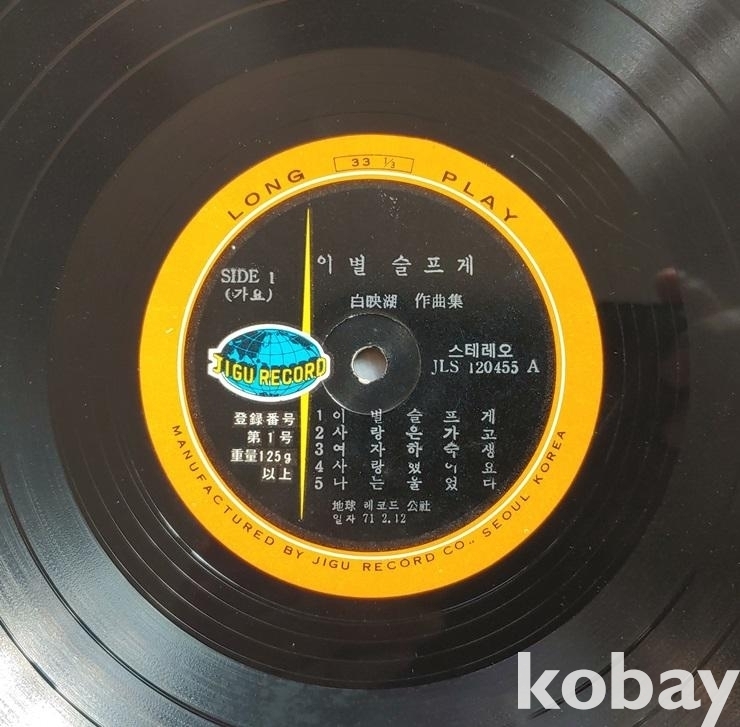 LONG 33 1/3 PLAY
이별 슬프게
SIDE 1
(가요)
白映湖 作曲集
스테레오
JLS 120455 A
JIGU RECORD
登録番号
第1号
重量125g
以上
1 이별슬프게
2 사랑은가고
3 여자하숙생
4 사랑했어요
5 나는울었다
地球 레코드 公社
일자 71.2.12
MANUFACTURED BY JIGU RECORD CO., SEOUL KOREA
kobay